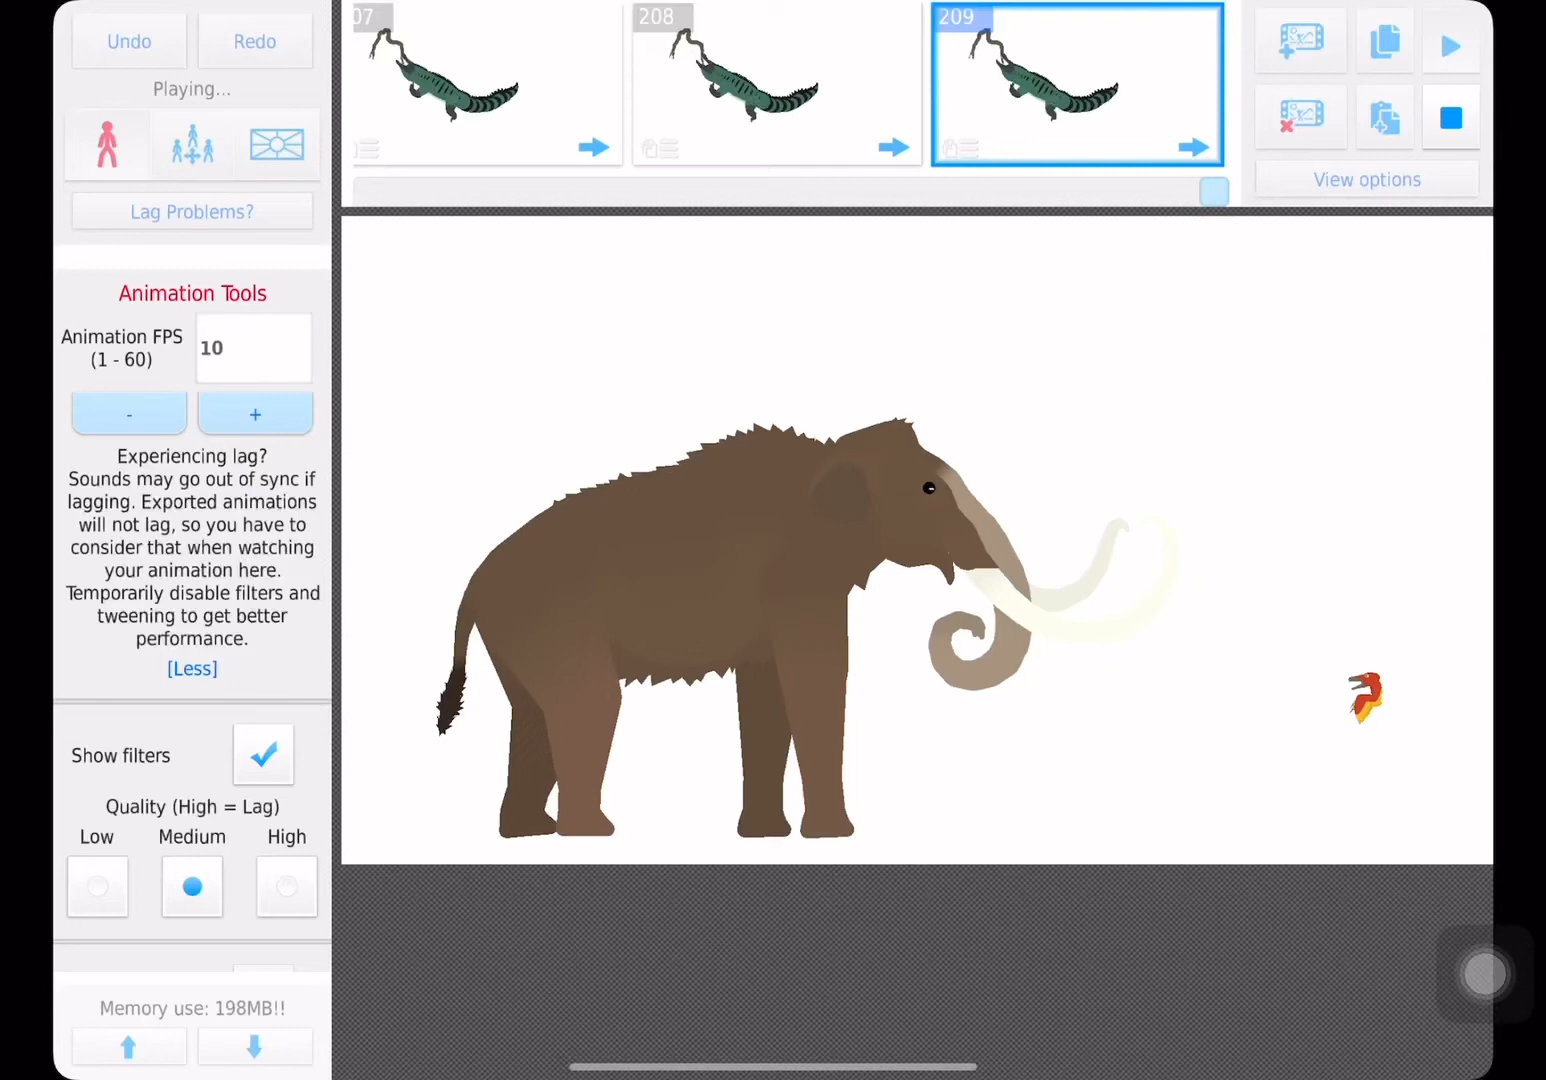 Undo
Redo
Playing...
Lag Problems?
07
208
209
View options
Animation Tools
Animation FPS
(1 - 60)
10
-
+
Experiencing lag?
Sounds may go out of sync if
lagging. Exported animations
will not lag, so you have to
consider that when watching
your animation here.
Temporarily disable filters and
tweening to get better
performance.
[Less]
Show filters
Quality (High = Lag)
Low
Medium
High
Memory use: 198MB!!